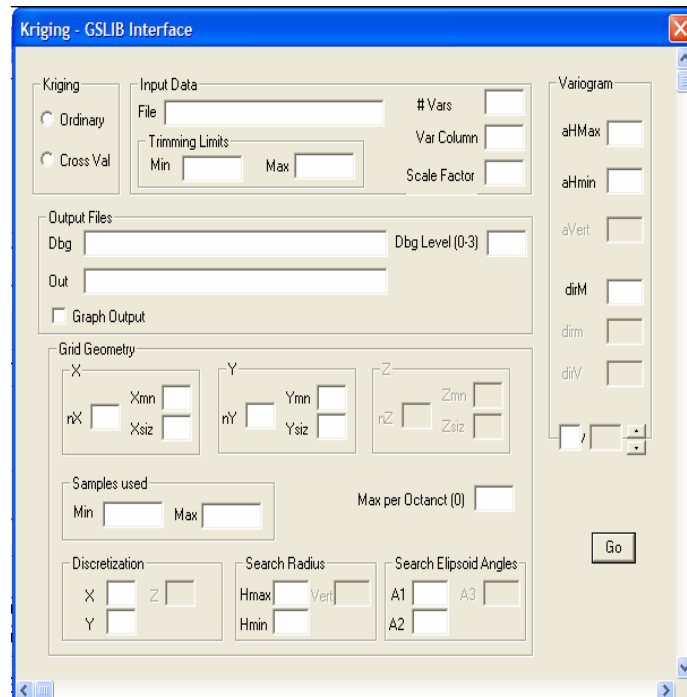 Kriging - GSLIB Interface
Kriging
Ordinary
Cross Val
Input Data
File
Trimming Limits
Min
Max
# Vars
Var Column
Scale Factor
Variogram
aHMax
aHmin
aVert
dirM
dirm
dirV
/
Output Files
Dbg
Dbg Level (0-3)
Out
Graph Output
Grid Geometry
X
nX
Xmn
Xsiz
Y
nY
Ymn
Ysiz
Z
nZ
Zmn
Zsiz
Samples used
Min
Max
Max per Octanct (0)
Go
Discretization
X
Z
Y
Search Radius
Hmax
Vert
Hmin
Search Elipsoid Angles
A1
A3
A2